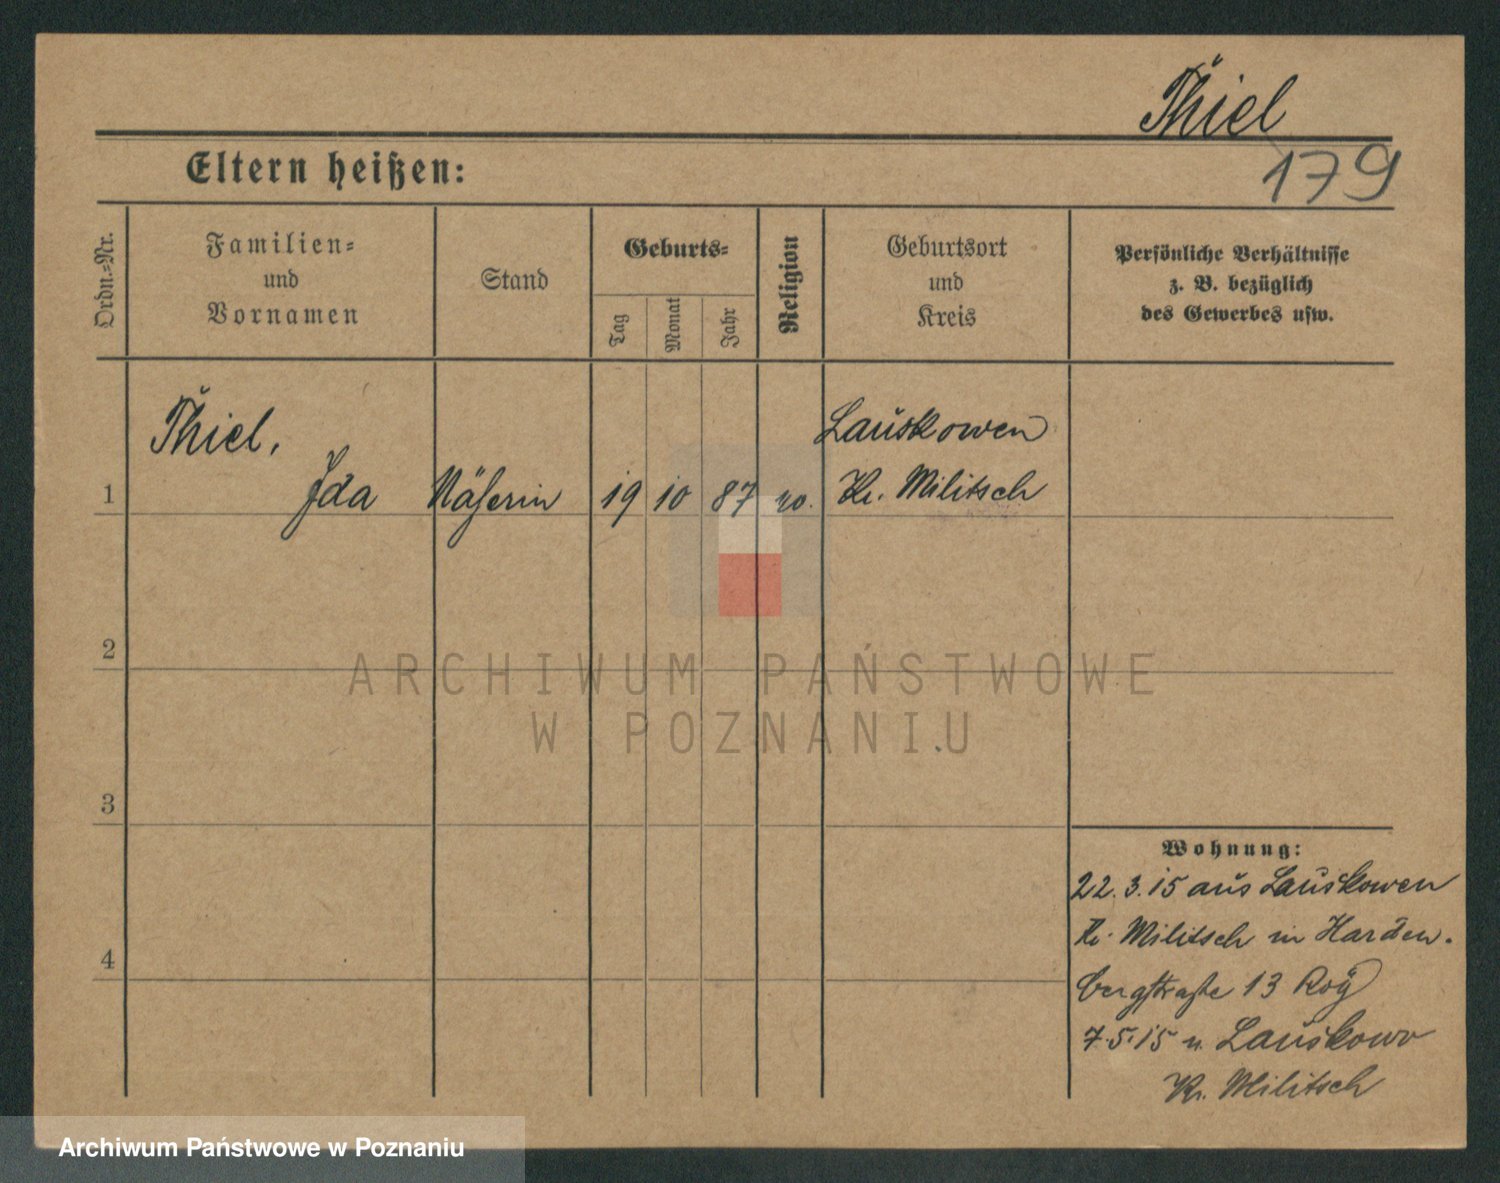 Thiel
179
Eltern heißen:
Ordn.=Nr.
Familien=
und
Vornamen
Stand
Geburts=
Tag
Monat
Jahr
Religion
Geburtsort
und
Kreis
Persönliche Verhältnisse
z. B. bezüglich
des Gewerbes usw.
Thiel,
Lauskowen
1 Ida Näherin 19 10 87 Kr. Militsch
2
ARCHIWUM PAŃSTWOWE
W POZNANIU
3
Wohnung:
22.3.15 aus Lauskowen
Kr. Militsch in Harden-
4
bergstraße 13
7.5.15 n. Lauskowo
Kr. Militsch
Archiwum Państwowe w Poznaniu